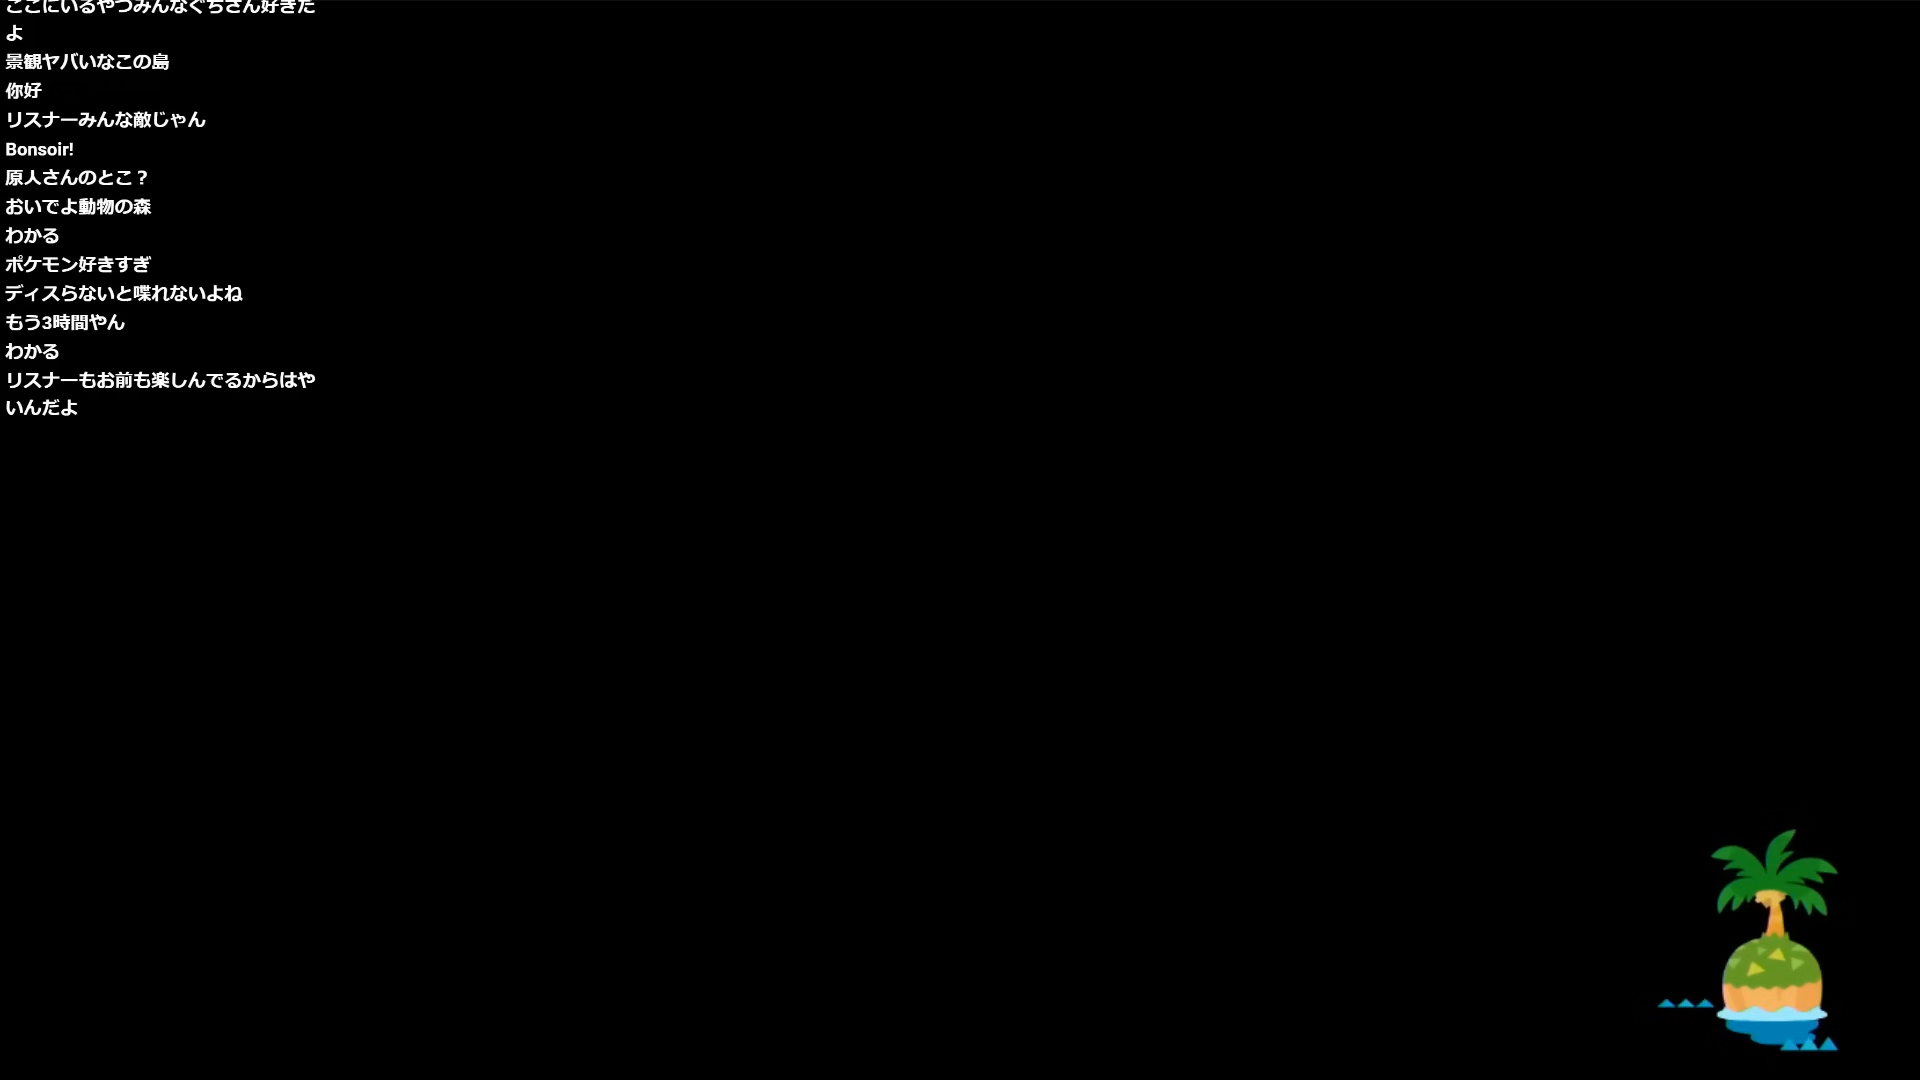 ここにいるやつみんなぐちさん好きだ
よ
景観ヤバいなこの島
你好
リスナーみんな敵じゃん
Bonsoir!
原人さんのとこ？
おいでよ動物の森
わかる
ポケモン好きすぎ
ディスらないと喋れないよね
もう3時間やん
わかる
リスナーもお前も楽しんでるからはや
いんだよ